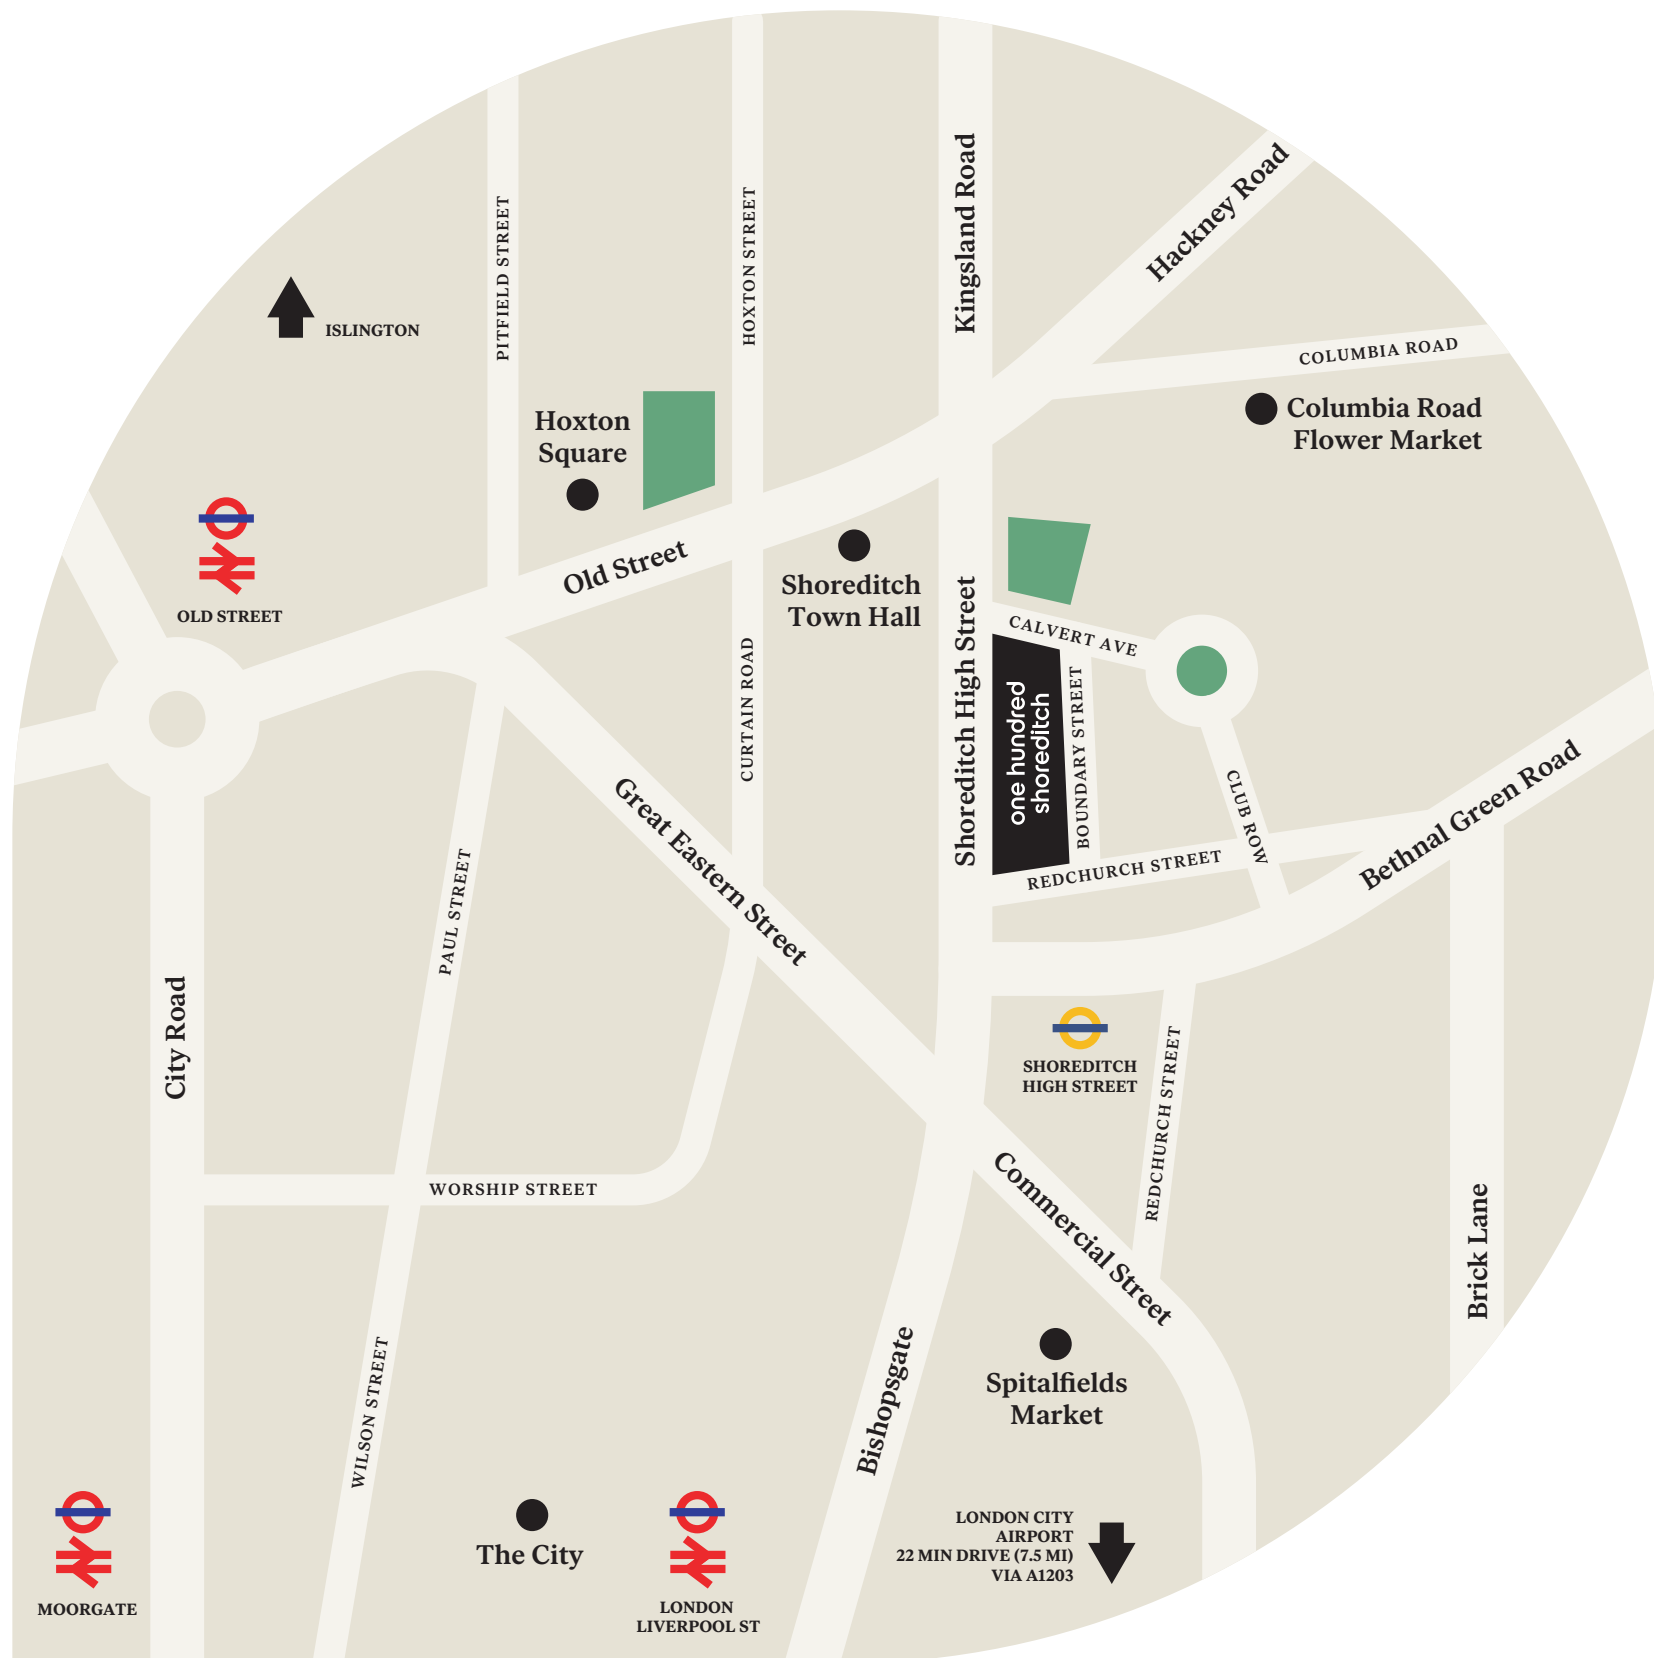 Kingsland Road
Hackney Road
PITFIELD STREET
HOXTON STREET
ISLINGTON
COLUMBIA ROAD
Hoxton
Square
Columbia Road
Flower Market
Old Street
Shoreditch
Town Hall
OLD STREET
CALVERT AVE
Shoreditch High Street
one hundred
shoreditch
BOUNDARY STREET
CURTAIN ROAD
CLUB ROW
Bethnal Green Road
Great Eastern Street
REDCHURCH STREET
PAUL STREET
City Road
SHOREDITCH
HIGH STREET
REDCHURCH STREET
WORSHIP STREET
Commercial Street
Brick Lane
WILSON STREET
Bishopsgate
Spitalfields
Market
The City
LONDON CITY
AIRPORT
22 MIN DRIVE (7.5 MI)
VIA A1203
MOORGATE
LONDON
LIVERPOOL ST